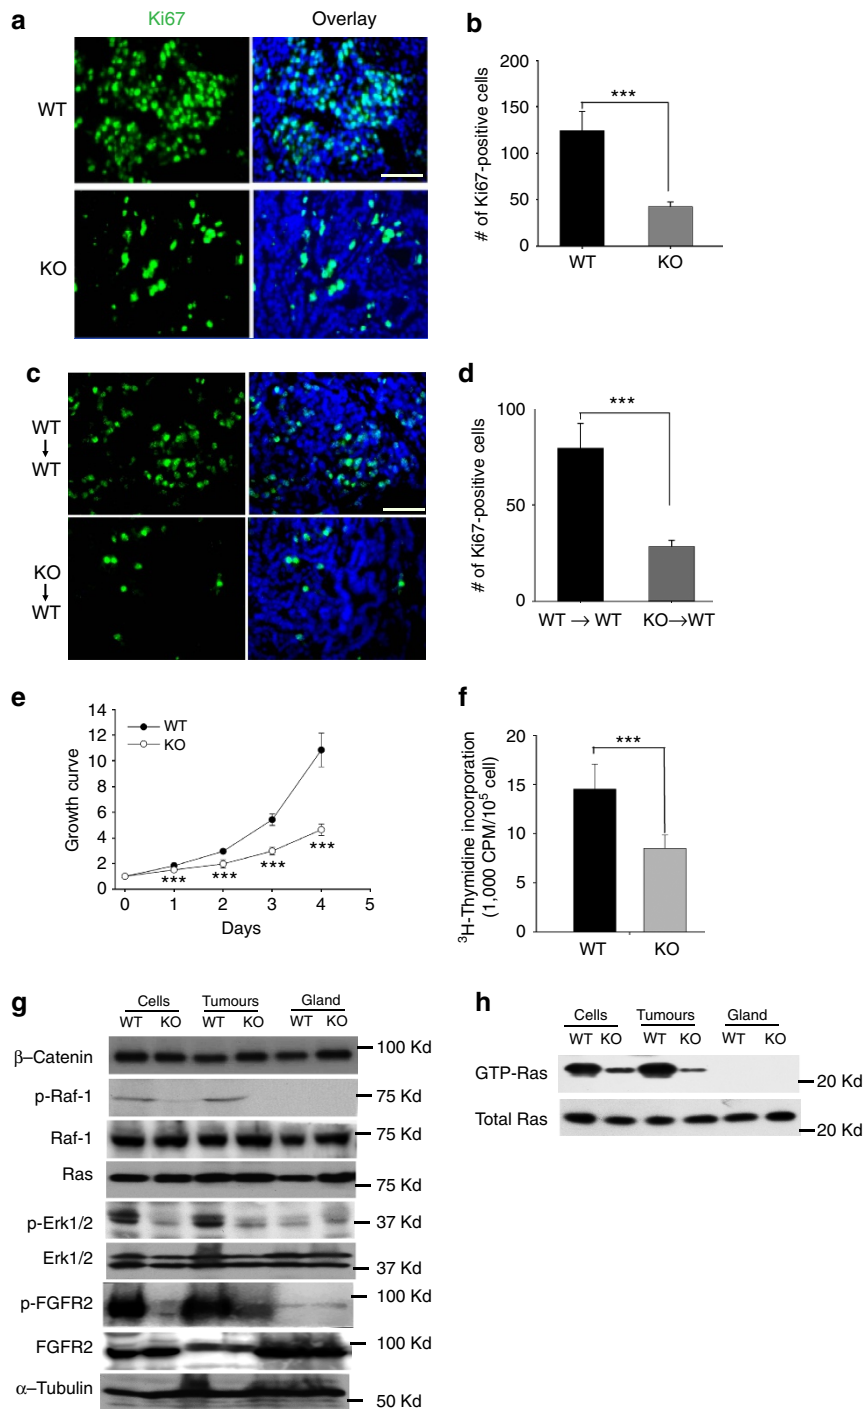 a
Ki67
Overlay
WT
KO
b
200
150
100
50
0
# of Ki67-positive cells
***
WT
KO
c
WT
↓
WT
KO
↓
WT
d
100
50
0
# of Ki67-positive cells
***
WT → WT
KO→WT
e
14
12
10
8
6
4
2
0
Growth curve
WT
KO
***
***
***
***
0 1 2 3 4 5
Days
f
20
15
10
5
0
³H-Thymidine incorporation
(1,000 CPM/10⁵ cell)
***
WT
KO
g
Cells Tumours Gland
WT KO WT KO WT KO
β–Catenin
100 Kd
p-Raf-1
75 Kd
Raf-1
75 Kd
Ras
75 Kd
p-Erk1/2
37 Kd
Erk1/2
37 Kd
p-FGFR2
100 Kd
FGFR2
100 Kd
α–Tubulin
50 Kd
h
Cells Tumours Gland
WT KO WT KO WT KO
GTP-Ras
20 Kd
Total Ras
20 Kd